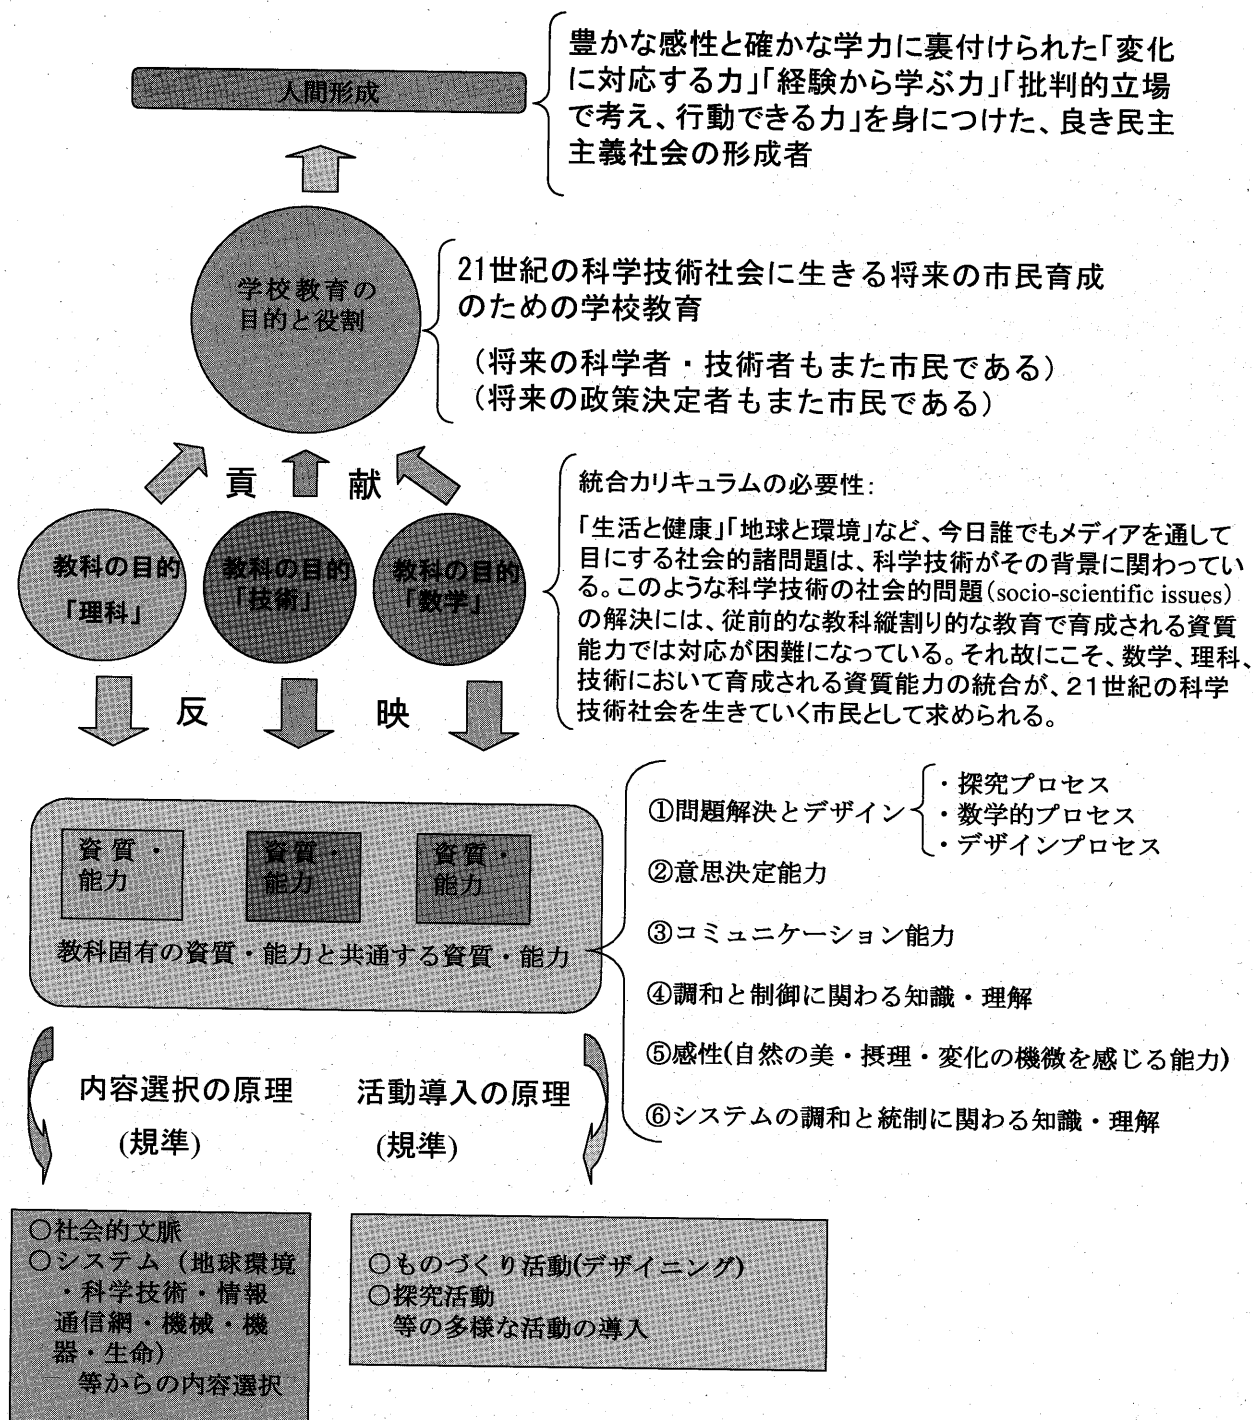 人間形成
豊かな感性と確かな学力に裏付けられた「変化
に対応する力」「経験から学ぶ力」「批判的立場
で考え、行動できる力」を身につけた、良き民主
主義社会の形成者
学校教育の
目的と役割
21世紀の科学技術社会に生きる将来の市民育成
のための学校教育
(将来の科学者・技術者もまた市民である)
(将来の政策決定者もまた市民である)
貢 献
教科の目的
「理科」
教科の目的
「技術」
教科の目的
「数学」
統合カリキュラムの必要性:
「生活と健康」「地球と環境」など、今日誰でもメディアを通して
目にする社会的諸問題は、科学技術がその背景に関わってい
る。このような科学技術の社会的問題(socio-scientific issues)
の解決には、従前的な教科縦割り的な教育で育成される資質
能力では対応が困難になっている。それ故にこそ、数学、理科、
技術において育成される資質能力の統合が、21世紀の科学
技術社会を生きていく市民として求められる。
反 映
資質・
能力
資質・
能力
資質・
能力
教科固有の資質・能力と共通する資質・能力
①問題解決とデザイン
・探究プロセス
・数学的プロセス
・デザインプロセス
②意思決定能力
③コミュニケーション能力
④調和と制御に関わる知識・理解
⑤感性(自然の美・摂理・変化の機微を感じる能力)
⑥システムの調和と統制に関わる知識・理解
内容選択の原理
(規準)
活動導入の原理
(規準)
○社会的文脈
○システム(地球環境
・科学技術・情報
通信網・機械・機
器・生命)
等からの内容選択
○ものづくり活動(デザイニング)
○探究活動
等の多様な活動の導入